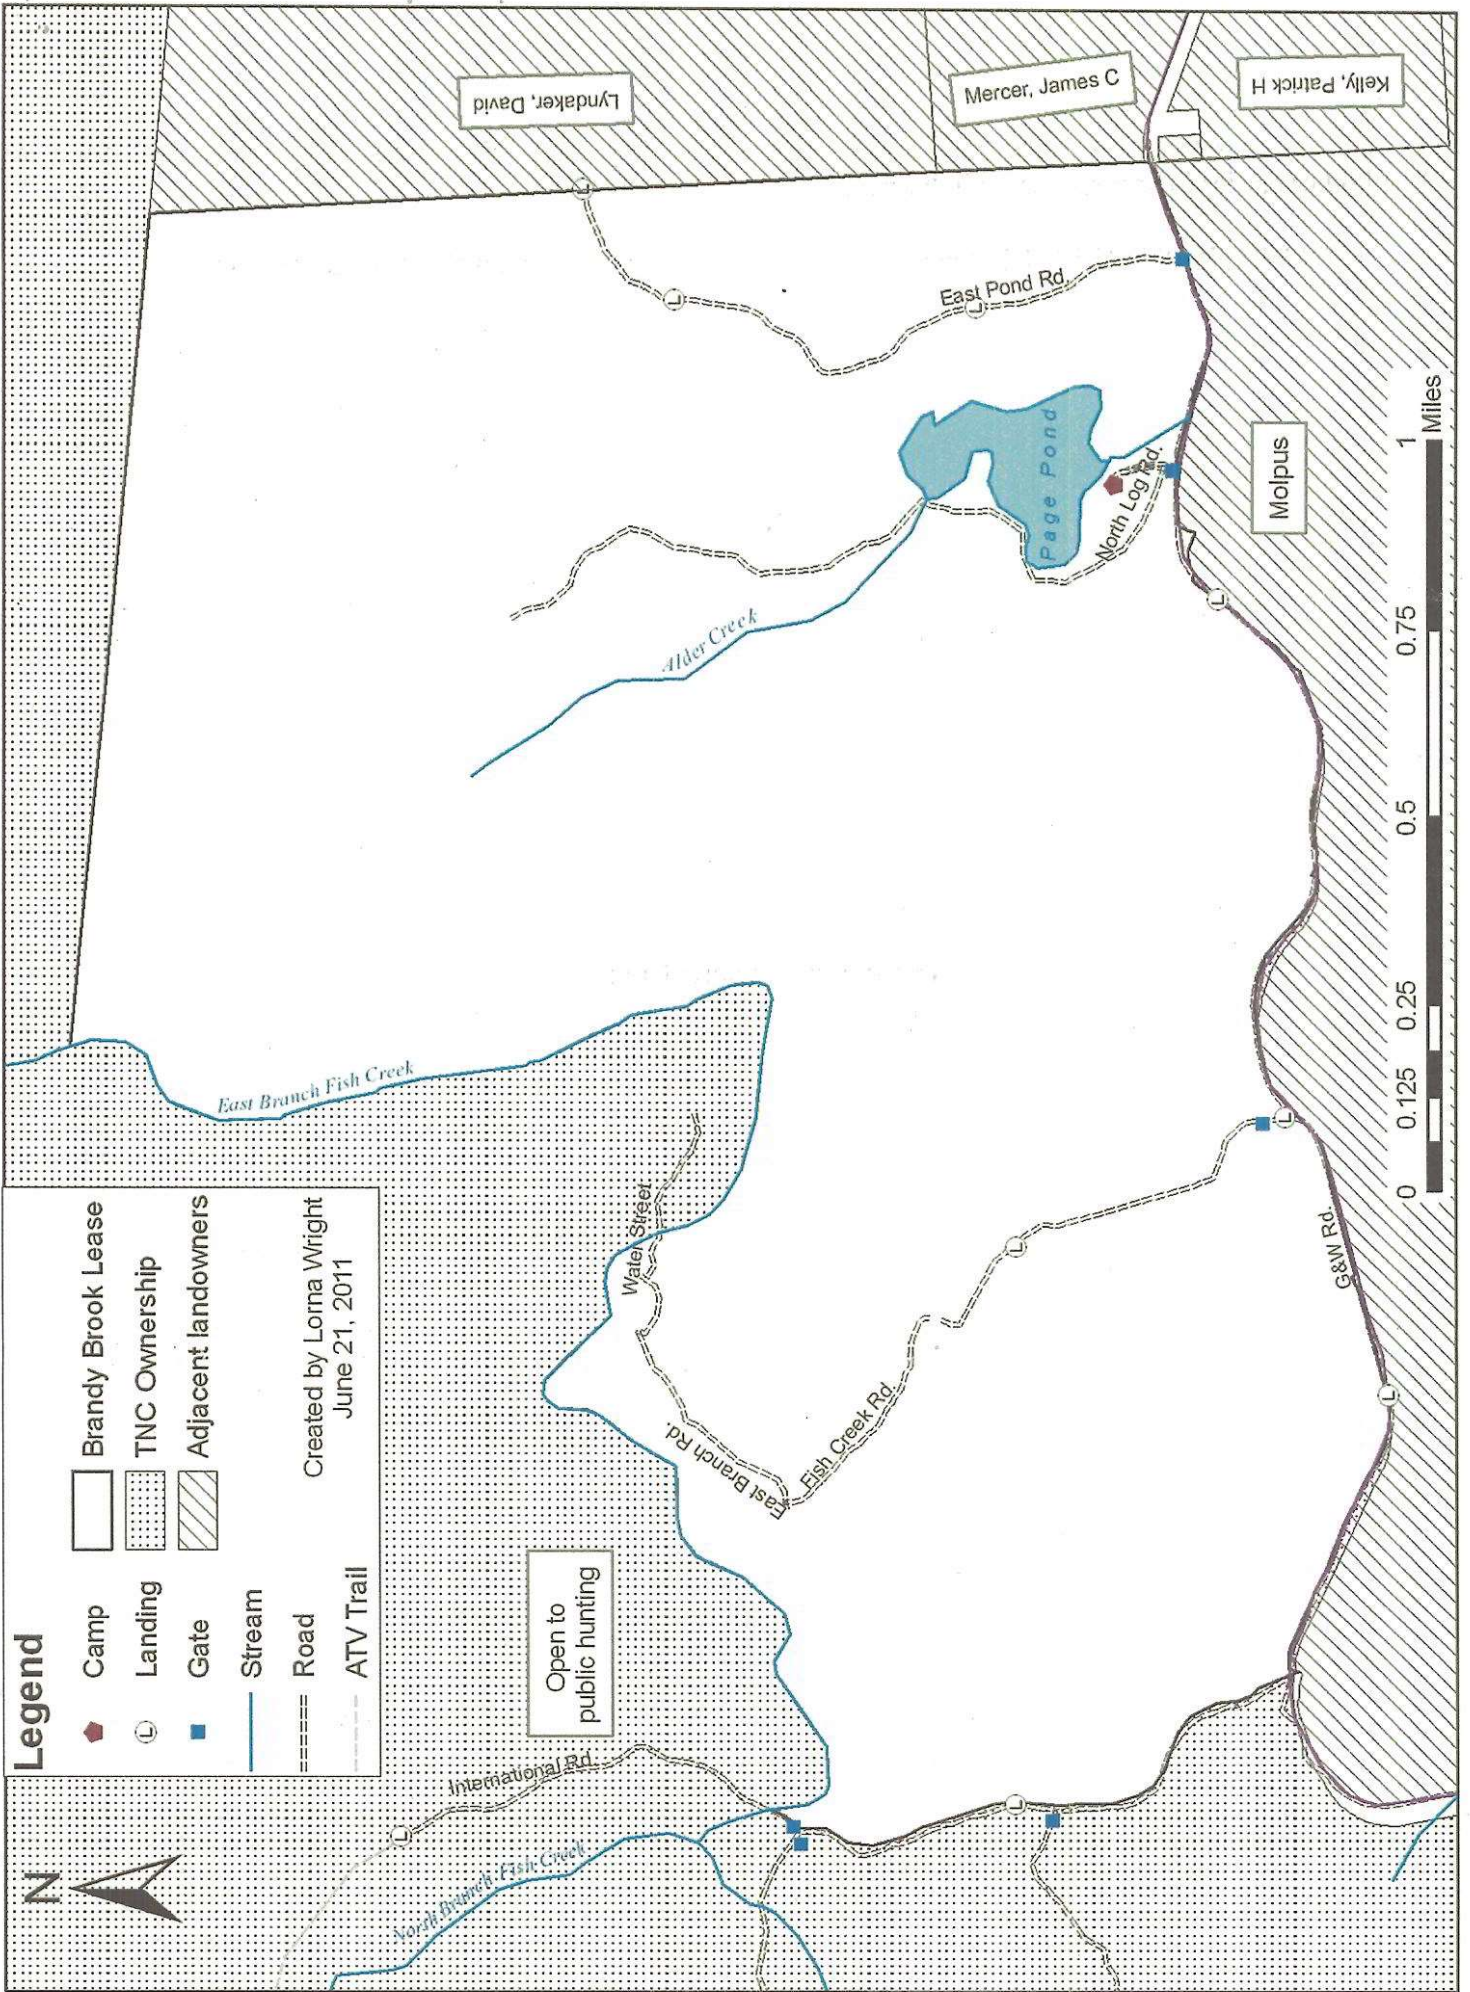 N
Legend
Camp
Landing
Gate
Stream
Road
ATV Trail
Brandy Brook Lease
TNC Ownership
Adjacent landowners
Created by Lorna Wright
June 21, 2011
L
L
North Branch Fish Creek
International Rd.
Open to
public hunting
East Branch Fish Creek
Water Street
East Branch Rd.
Fish Creek Rd.
Alder Creek
Page Pond
North Log Rd.
East Pond Rd.
Lyndaker, David
Mercer, James C
Kelly, Patrick H
Molpus
G&W Rd.
L
L
L
L
L
L
L
L
0 0.125 0.25 0.5 0.75 1
Miles